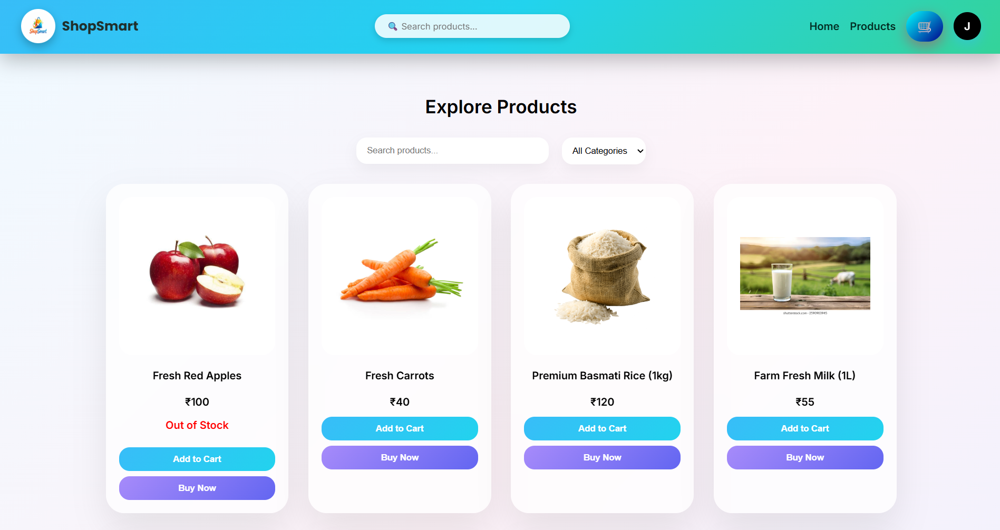 ShopSmart
ShopSmart
Search products...
Home
Products
J
Explore Products
Search products...
All Categories
Fresh Red Apples
₹100
Out of Stock
Add to Cart
Buy Now
Fresh Carrots
₹40
Add to Cart
Buy Now
Premium Basmati Rice (1kg)
₹120
Add to Cart
Buy Now
shutterstock.com · 2590903945
Farm Fresh Milk (1L)
₹55
Add to Cart
Buy Now